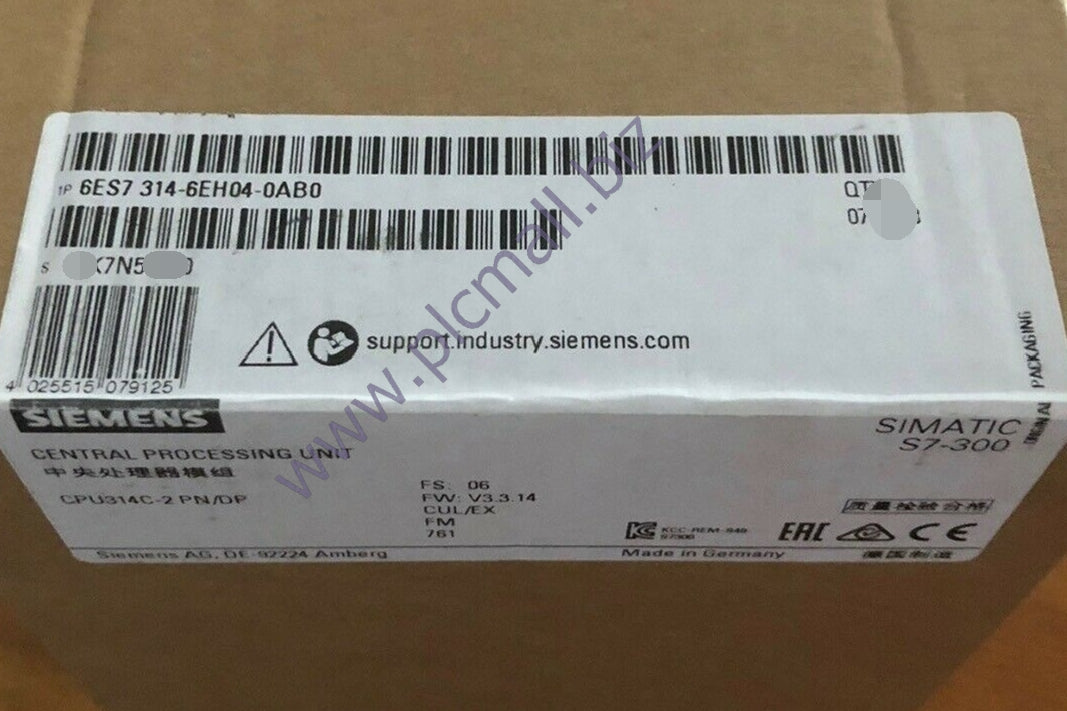 1P 6ES7 314-6EH04-0AB0
QT
07
S K7N5
support.industry.siemens.com
4 025515 079125
ORIGINAL PACKAGING
SIEMENS
SIMATIC
S7-300
CENTRAL PROCESSING UNIT
中央处理器模组
CPU314C-2 PN/DP
FS: 06
FW: V3.3.14
CUL/EX
FM
761
质量检验合格
KCC-REM-S49
S7300
EAC
CE
Siemens AG, DE-92224 Amberg
Made in Germany
德国制造
www.plcmall.biz